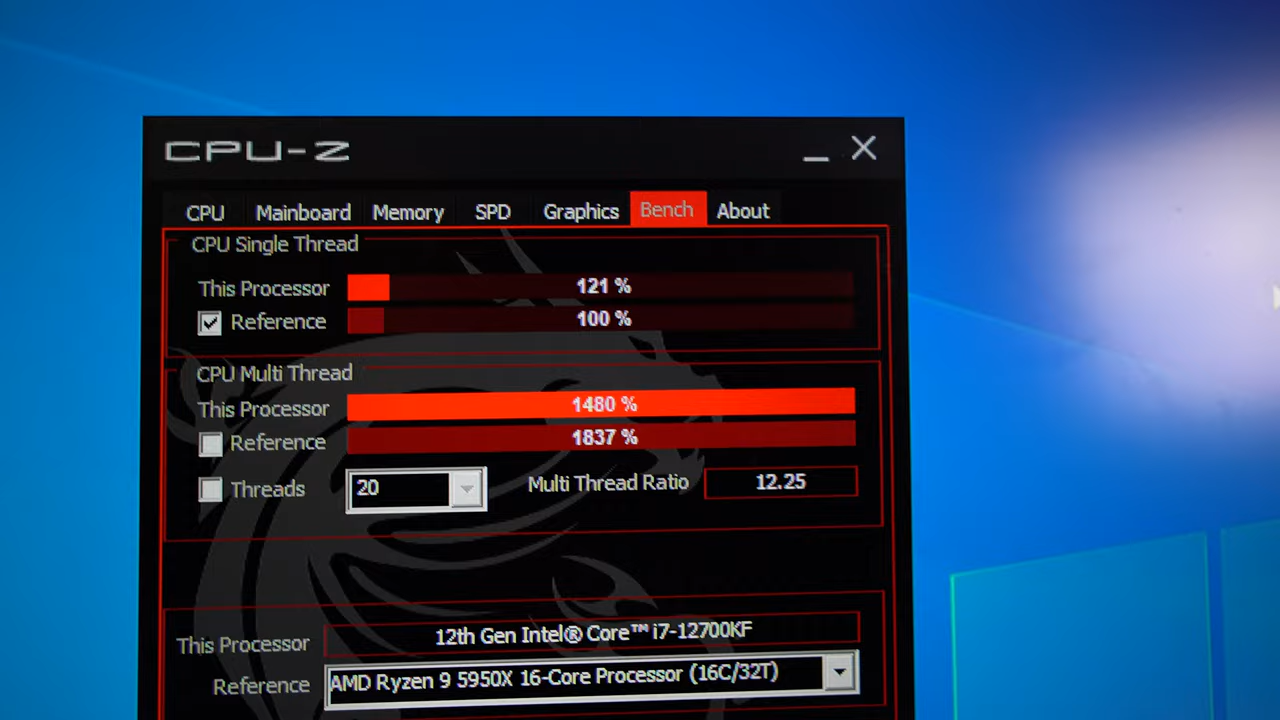 CPU-Z
CPU Mainboard Memory SPD Graphics Bench About
CPU Single Thread
This Processor 121 %
Reference 100 %
CPU Multi Thread
This Processor 1480 %
Reference 1837 %
Threads 20 Multi Thread Ratio 12.25
This Processor 12th Gen Intel® Core™ i7-12700KF
Reference AMD Ryzen 9 5950X 16-Core Processor (16C/32T)